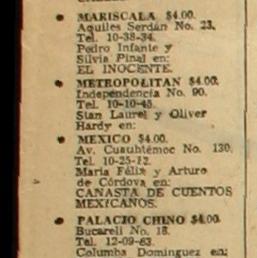 MARISCALA $4.00.
Aquiles Serdán No. 23.
Tel. 10-38-34.
Pedro Infante y
Silvia Pinal en:
EL INOCENTE.
METROPOLITAN $4.00.
Independencia No. 90.
Tel. 10-10-45.
Stan Laurel y Oliver
Hardy en:
MEXICO $4.00.
Av. Cuauhtémoc No. 130.
Tel. 10-25-12.
María Félix y Arturo
de Córdova en:
CANASTA DE CUENTOS
MEXICANOS.
PALACIO CHINO $4.00
Bucareli No. 18.
Tel. 12-09-63.
Columba Domínguez en: